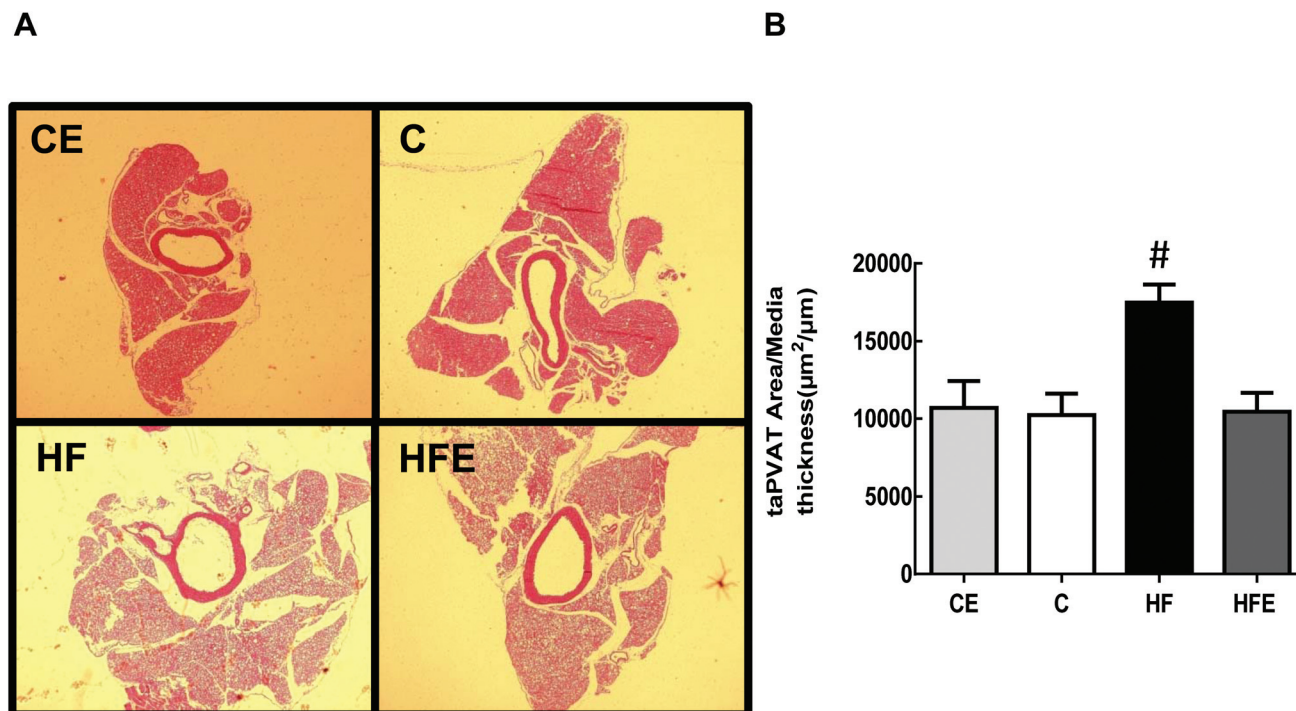 A
B
CE
C
HF
HFE
taPVAT Area/Media
thickness(µm²/µm)
20000
15000
10000
5000
0
#
CE
C
HF
HFE